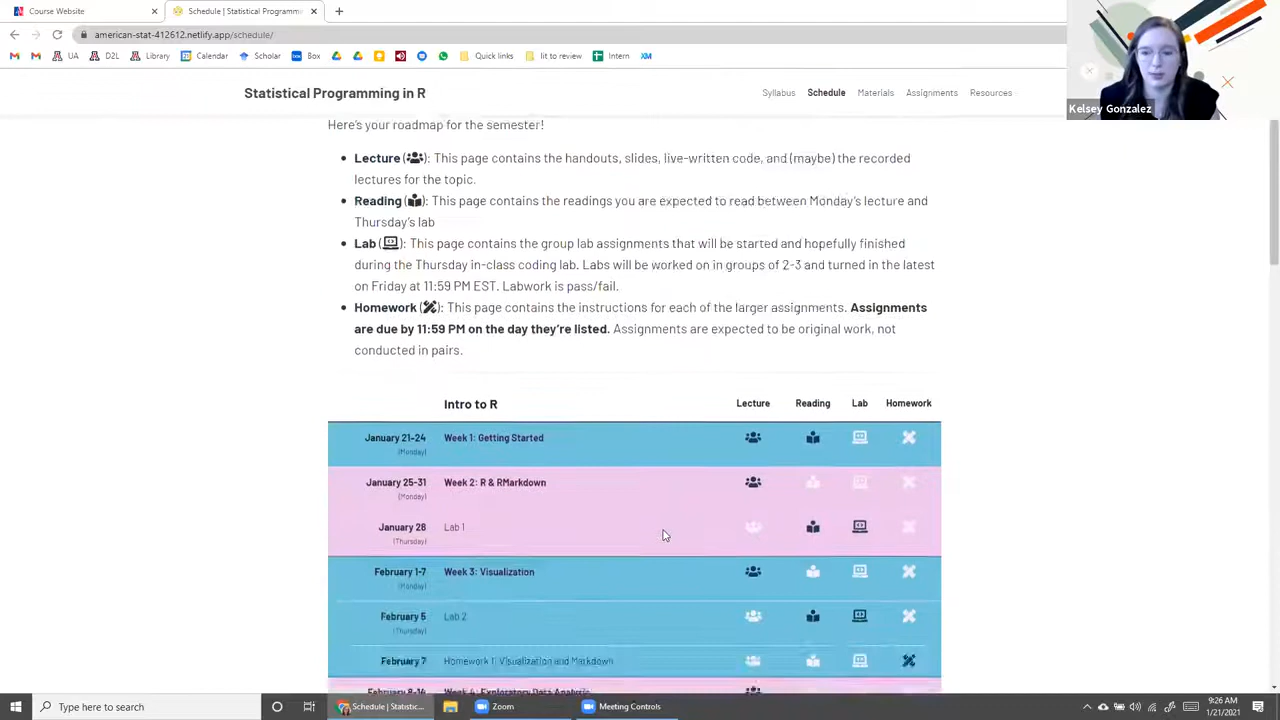 Course Website
Schedule | Statistical Programm
american-stat-412612.netlify.app/schedule/
UA D2L Library Calendar Scholar Box Quick links lit to review Intern
Kelsey Gonzalez
Statistical Programming in R
Syllabus Schedule Materials Assignments Resources
Here's your roadmap for the semester!
Lecture ( ): This page contains the handouts, slides, live-written code, and (maybe) the recorded
lectures for the topic.
Reading ( ): This page contains the readings you are expected to read between Monday's lecture and
Thursday's lab
Lab ( ): This page contains the group lab assignments that will be started and hopefully finished
during the Thursday in-class coding lab. Labs will be worked on in groups of 2-3 and turned in the latest
on Friday at 11:59 PM EST. Labwork is pass/fail.
Homework ( ): This page contains the instructions for each of the larger assignments. Assignments
are due by 11:59 PM on the day they're listed. Assignments are expected to be original work, not
conducted in pairs.
Intro to R Lecture Reading Lab Homework
January 21-24 Week 1: Getting Started
(Monday)
January 25-31 Week 2: R & RMarkdown
(Monday)
January 28 Lab 1
(Thursday)
February 1-7 Week 3: Visualization
(Monday)
February 5 Lab 2
(Thursday)
February 7 Homework 1: Visualization and Markdown
February 8-14 Week 4: Exploratory Data Analysis
Type here to search
Schedule | Statistic...
Zoom
Meeting Controls
9:26 AM
1/21/2021